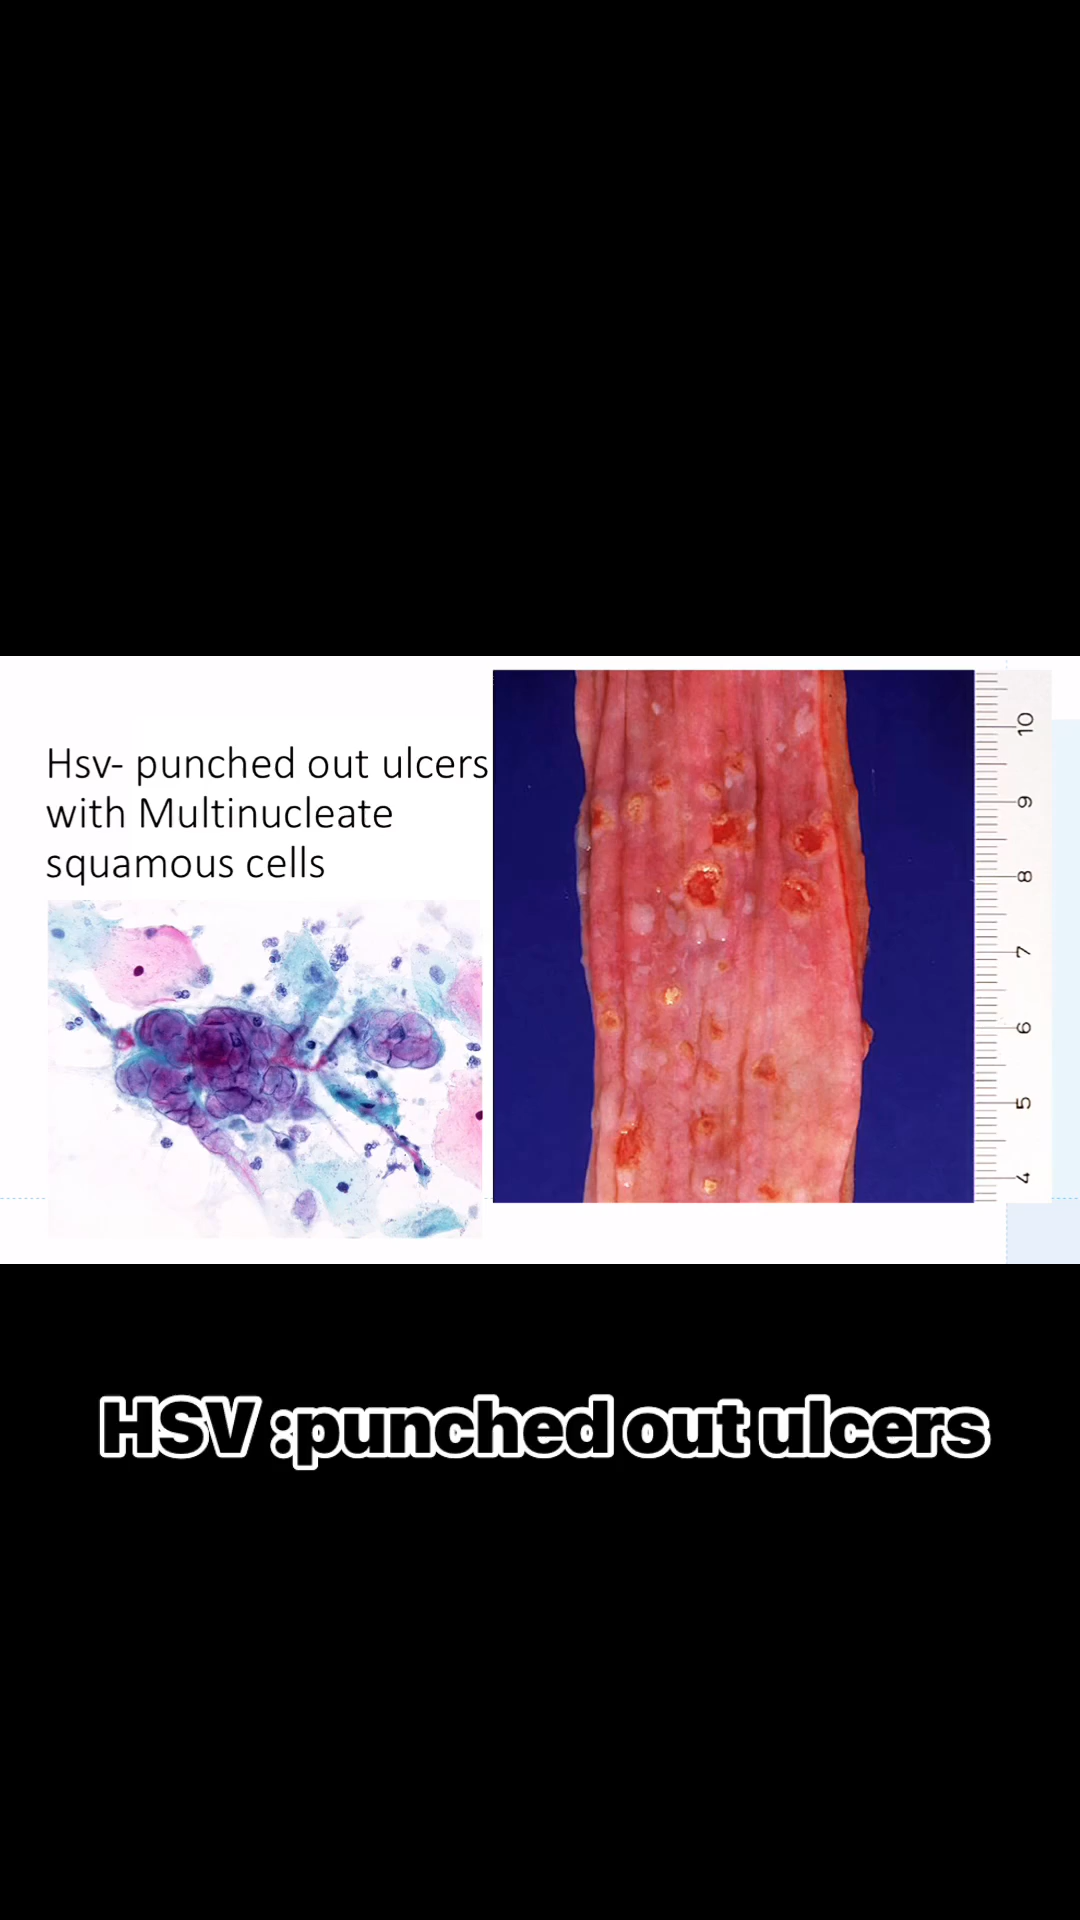 Hsv- punched out ulcers
with Multinucleate
squamous cells
10
9
8
7
6
5
4
HSV :punched out ulcers